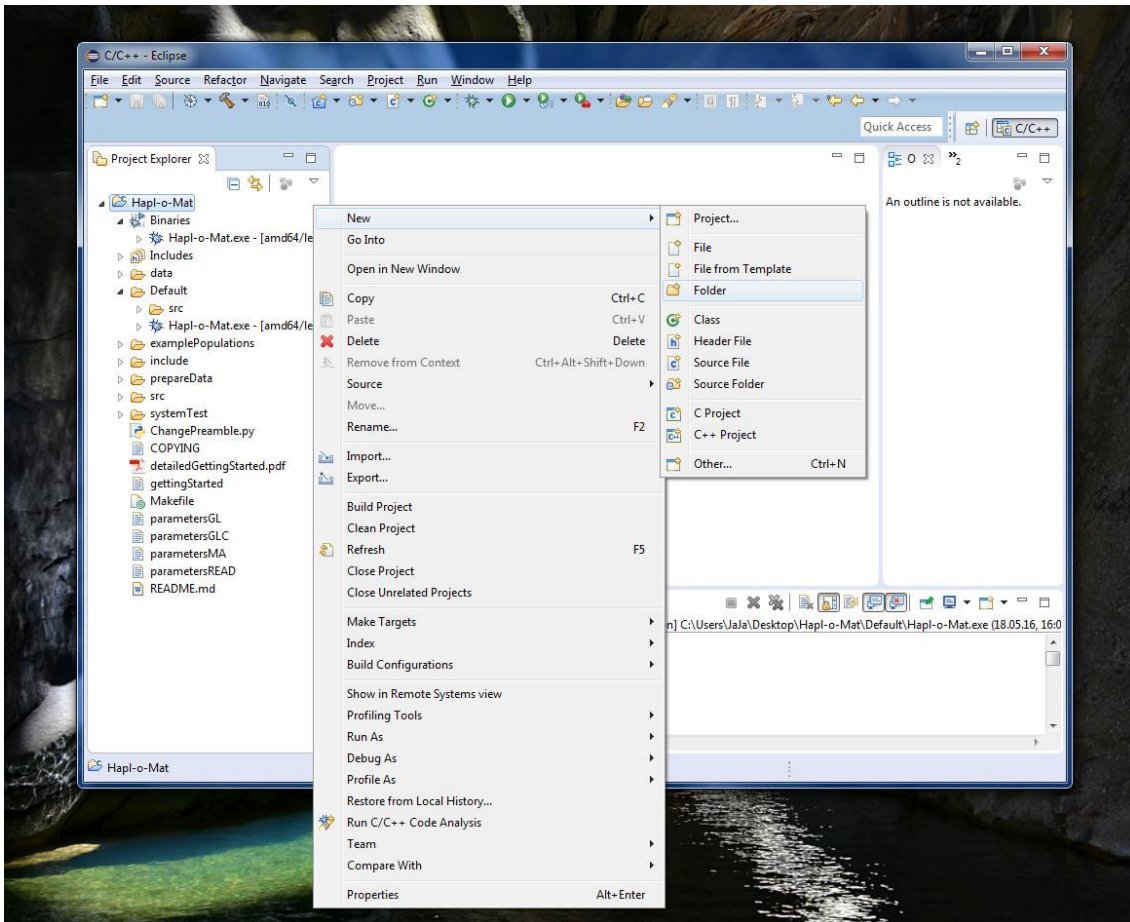 C/C++ - Eclipse
File Edit Source Refactor Navigate Search Project Run Window Help
Quick Access
C/C++
Project Explorer
O
2
An outline is not available.
Hapl-o-Mat
Binaries
Hapl-o-Mat.exe - [amd64/le
Includes
data
Default
src
Hapl-o-Mat.exe - [amd64/le
examplePopulations
include
prepareData
src
systemTest
ChangePreamble.py
COPYING
detailedGettingStarted.pdf
gettingStarted
Makefile
parametersGL
parametersGLC
parametersMA
parametersREAD
README.md
New
Go Into
Open in New Window
Copy Ctrl+C
Paste Ctrl+V
Delete Delete
Remove from Context Ctrl+Alt+Shift+Down
Source
Move...
Rename... F2
Import...
Export...
Build Project
Clean Project
Refresh F5
Close Project
Close Unrelated Projects
Make Targets
Index
Build Configurations
Show in Remote Systems view
Profiling Tools
Run As
Debug As
Profile As
Restore from Local History...
Run C/C++ Code Analysis
Team
Compare With
Properties Alt+Enter
Project...
File
File from Template
Folder
Class
Header File
Source File
Source Folder
C Project
C++ Project
Other... Ctrl+N
n] C:\Users\JaJa\Desktop\Hapl-o-Mat\Default\Hapl-o-Mat.exe (18.05.16, 16:0
Hapl-o-Mat